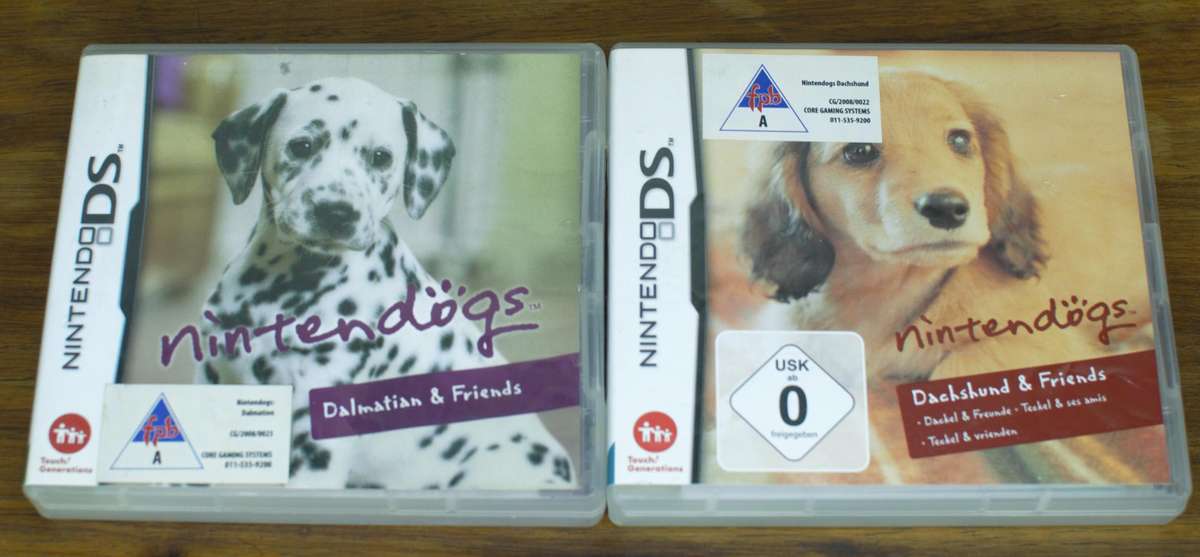 NINTENDO DS™
nintendogs™
Dalmatian & Friends
Nintendogs:
Dalmation
fpb
A
CG/2008/0021
CORE GAMING SYSTEMS
011-535-9200
Touch!
Generations
NINTENDO DS™
fpb
A
Nintendogs Dachshund
CG/2008/0022
CORE GAMING SYSTEMS
011-535-9200
nintendogs™
Dachshund & Friends
· Dackel & Freunde · Teckel & ses amis
· Teckel & vrienden
USK
ab
0
freigegeben
Touch!
Generations